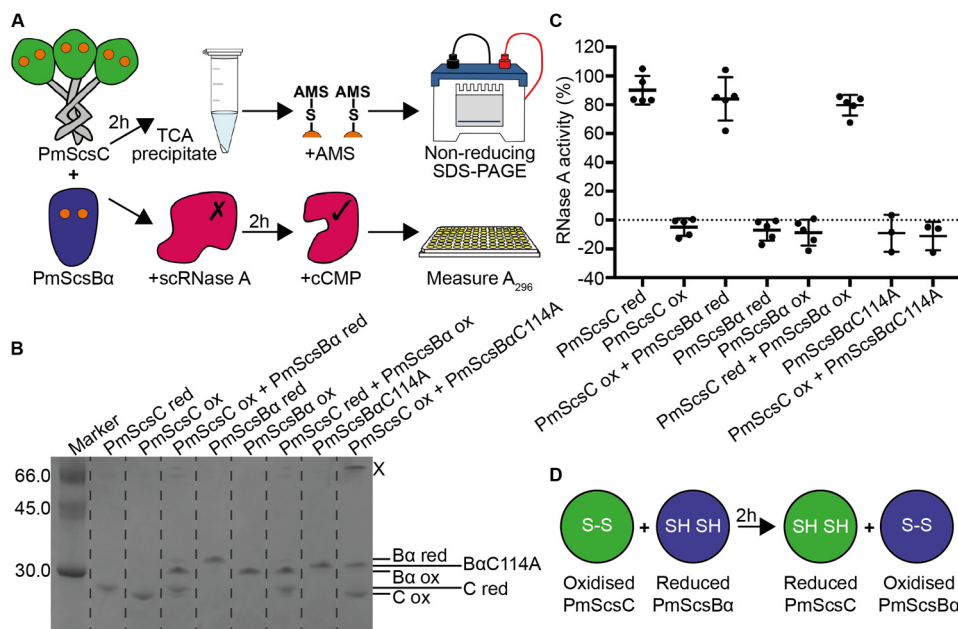 A
2h
TCA
precipitate
PmScsC
+
PmScsBα
AMS AMS
S S
+AMS
Non-reducing
SDS-PAGE
✗
+scRNase A
2h
✓
+cCMP
Measure A296
B
Marker
PmScsC red
PmScsC ox
PmScsC ox + PmScsBα red
PmScsBα red
PmScsBα ox
PmScsC red + PmScsBα ox
PmScsBαC114A
PmScsC ox + PmScsBαC114A
66.0
45.0
30.0
X
Bα red
BαC114A
Bα ox
C red
C ox
C
RNase A activity (%)
120
100
80
60
40
20
0
-20
-40
PmScsC red
PmScsC ox
PmScsC ox + PmScsBα red
PmScsBα red
PmScsBα ox
PmScsC red + PmScsBα ox
PmScsBαC114A
PmScsC ox + PmScsBαC114A
D
S-S + SH SH 2h SH SH + S-S
Oxidised Reduced Reduced Oxidised
PmScsC PmScsBα PmScsC PmScsBα